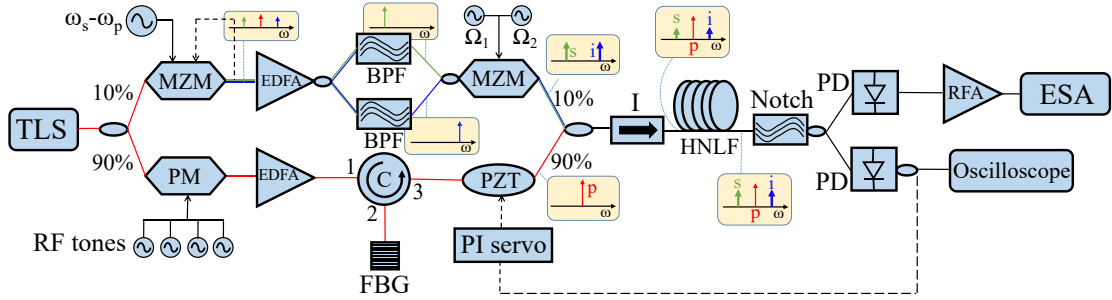 ωs-ωp
ω
Ω1
Ω2
s i
ω
s i
p ω
MZM
EDFA
BPF
MZM
10%
10%
I
PD
RFA
ESA
TLS
BPF
ω
HNLF
Notch
90%
PM
EDFA
1
C
3
2
PZT
90%
p
ω
s i
p ω
PD
Oscilloscope
RF tones
FBG
PI servo
ω